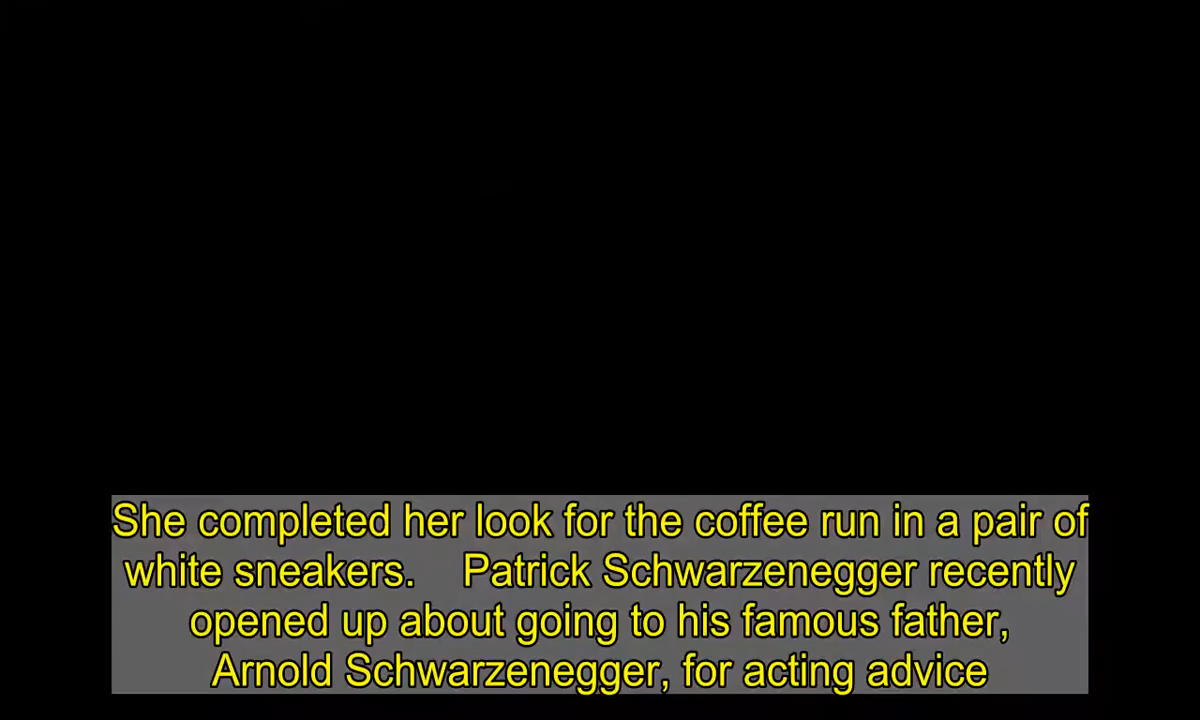 She completed her look for the coffee run in a pair of
white sneakers.    Patrick Schwarzenegger recently
opened up about going to his famous father,
Arnold Schwarzenegger, for acting advice